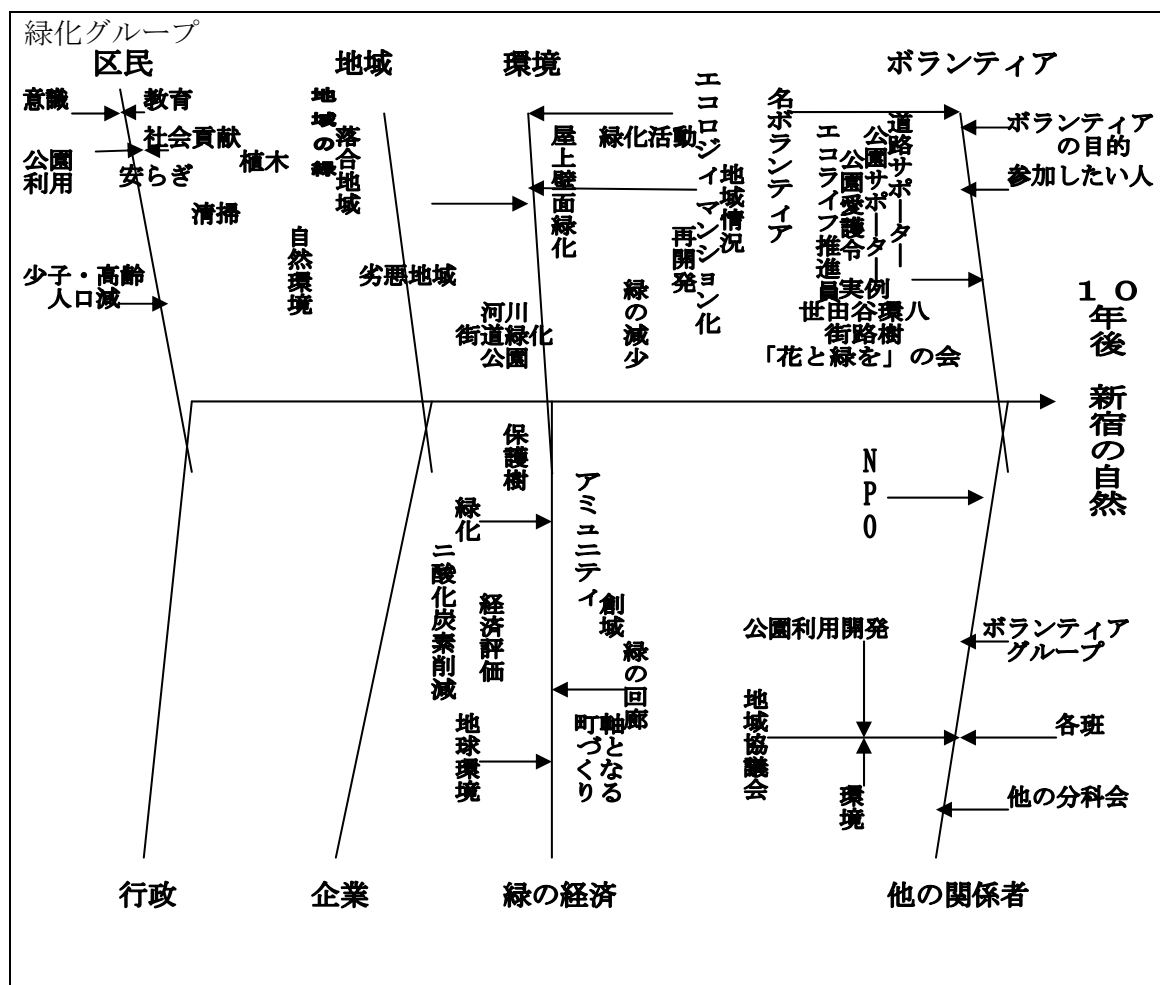 緑化グループ
区民
地域
環境
ボランティア
意識
教育
社会貢献
公園
利用
安らぎ
植木
清掃
少子・高齢
人口減
地域の緑
落合地域
自然環境
劣悪地域
屋上壁面緑化
緑化活動
エコロジィマンション化
地域情況
再開発
緑の減少
河川
街道緑化
公園
名ボランティア
エコライフ推進員
公園愛護令
公園サポーター
道路サポーター
実例
世田谷環八
街路樹
「花と緑を」の会
ボランティア
の目的
参加したい人
10年後 新宿の自然
保護樹
緑化
二酸化炭素削減
経済評価
地球環境
アミュニティ
創域
緑の回廊
軸となる
町づくり
NPO
公園利用開発
ボランティア
グループ
地域協議会
各班
環境
他の分科会
行政
企業
緑の経済
他の関係者